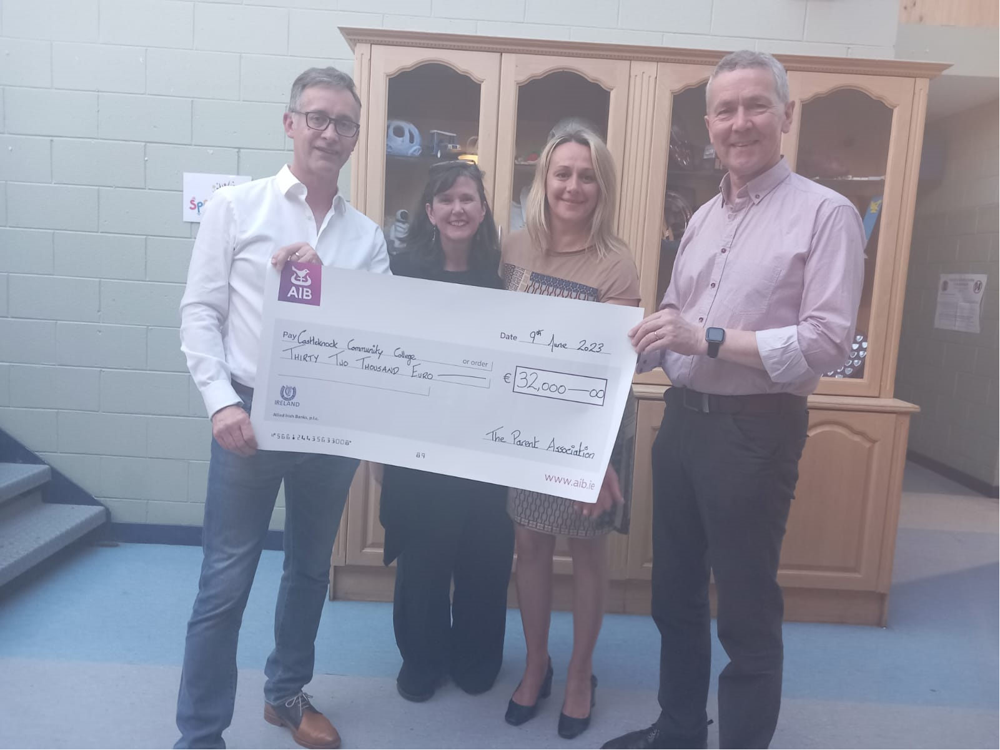 AIB
Pay Castleknock Community College or order
THIRTY TWO THOUSAND EURO
Date 9th June 2023
€ 32,000—00
IRELAND
Allied Irish Banks, p.l.c.
The Parent Association
89
www.aib.ie